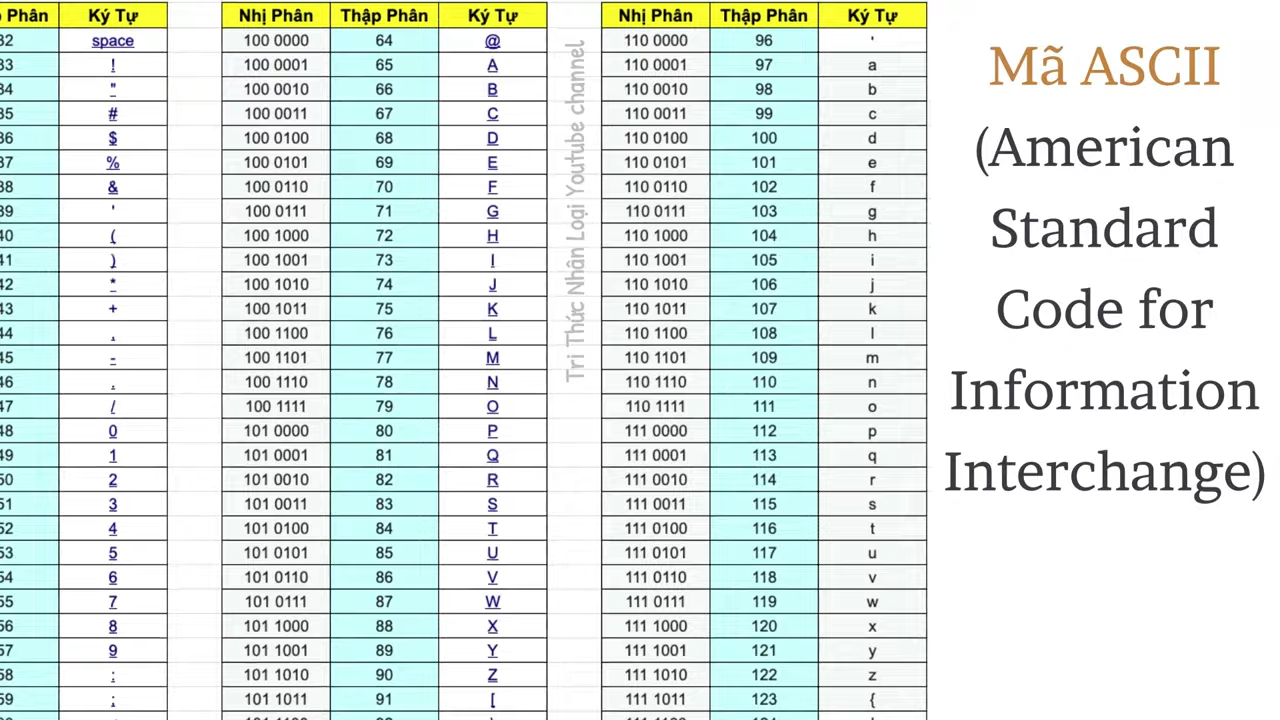 Phân Ký Tự Nhị Phân Thập Phân Ký Tự Nhị Phân Thập Phân Ký Tự
32 space 100 0000 64 @ 110 0000 96 '
33 ! 100 0001 65 A 110 0001 97 a
34 " 100 0010 66 B 110 0010 98 b
35 # 100 0011 67 C 110 0011 99 c
36 $ 100 0100 68 D 110 0100 100 d
37 % 100 0101 69 E 110 0101 101 e
38 & 100 0110 70 F 110 0110 102 f
39 ' 100 0111 71 G 110 0111 103 g
40 ( 100 1000 72 H 110 1000 104 h
41 ) 100 1001 73 I 110 1001 105 i
42 * 100 1010 74 J 110 1010 106 j
43 + 100 1011 75 K 110 1011 107 k
44 , 100 1100 76 L 110 1100 108 l
45 - 100 1101 77 M 110 1101 109 m
46 . 100 1110 78 N 110 1110 110 n
47 / 100 1111 79 O 110 1111 111 o
48 0 101 0000 80 P 111 0000 112 p
49 1 101 0001 81 Q 111 0001 113 q
50 2 101 0010 82 R 111 0010 114 r
51 3 101 0011 83 S 111 0011 115 s
52 4 101 0100 84 T 111 0100 116 t
53 5 101 0101 85 U 111 0101 117 u
54 6 101 0110 86 V 111 0110 118 v
55 7 101 0111 87 W 111 0111 119 w
56 8 101 1000 88 X 111 1000 120 x
57 9 101 1001 89 Y 111 1001 121 y
58 : 101 1010 90 Z 111 1010 122 z
59 ; 101 1011 91 [ 111 1011 123 {
Tri Thức Nhân Loại Youtube channel
Mã ASCII
(American
Standard
Code for
Information
Interchange)